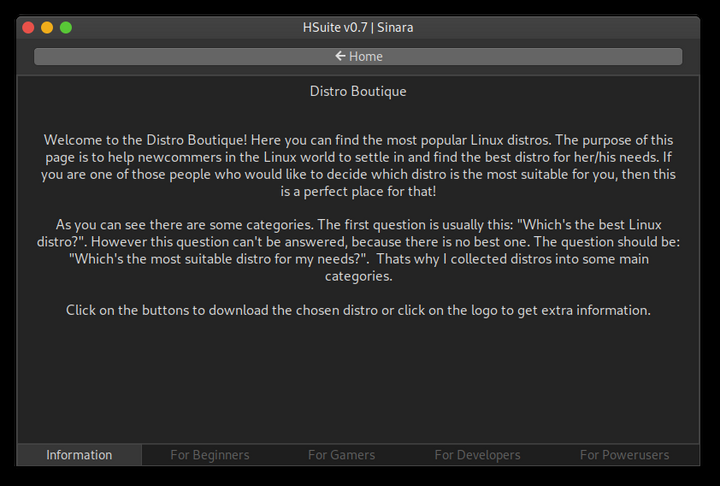 HSuite v0.7 | Sinara
← Home
Distro Boutique
Welcome to the Distro Boutique! Here you can find the most popular Linux distros. The purpose of this
page is to help newcommers in the Linux world to settle in and find the best distro for her/his needs. If
you are one of those people who would like to decide which distro is the most suitable for you, then this
is a perfect place for that!
As you can see there are some categories. The first question is usually this: "Which's the best Linux
distro?". However this question can't be answered, because there is no best one. The question should be:
"Which's the most suitable distro for my needs?".  Thats why I collected distros into some main
categories.
Click on the buttons to download the chosen distro or click on the logo to get extra information.
Information For Beginners For Gamers For Developers For Powerusers